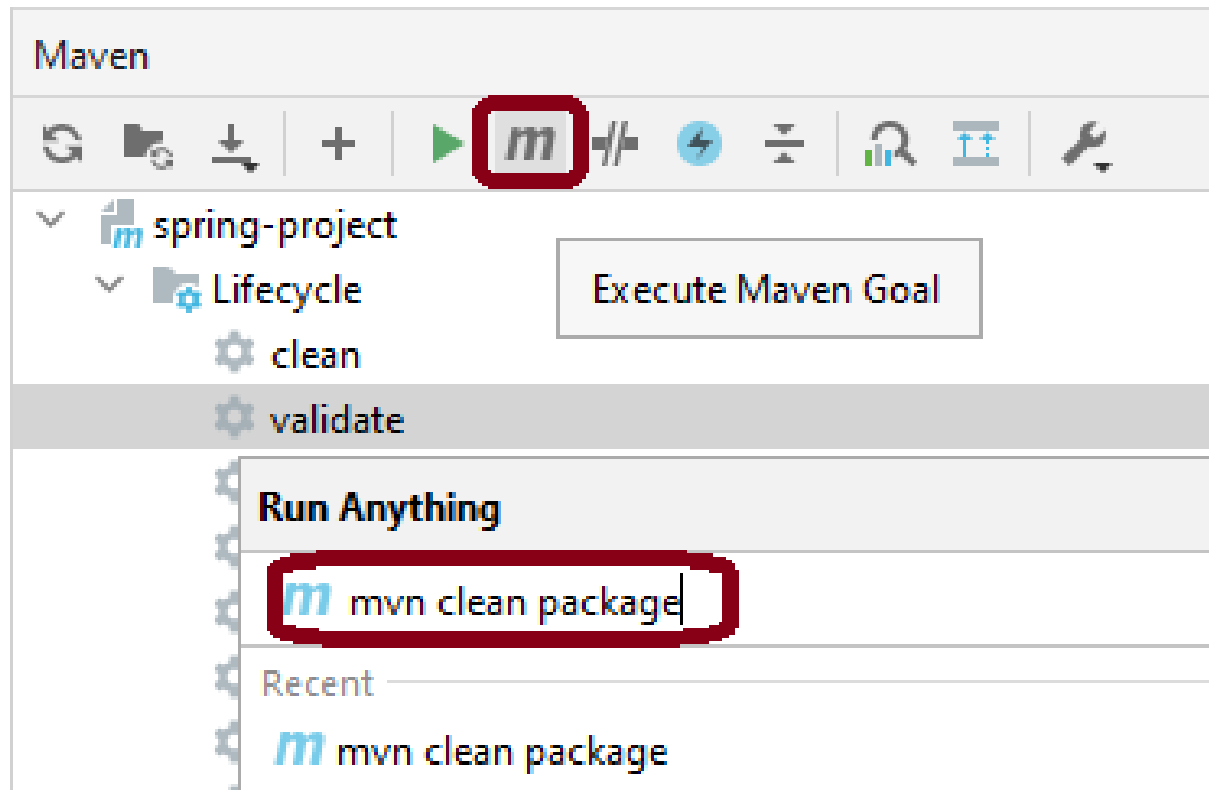 Maven
m
spring-project
Lifecycle
Execute Maven Goal
clean
validate
Run Anything
m mvn clean package
Recent
m mvn clean package